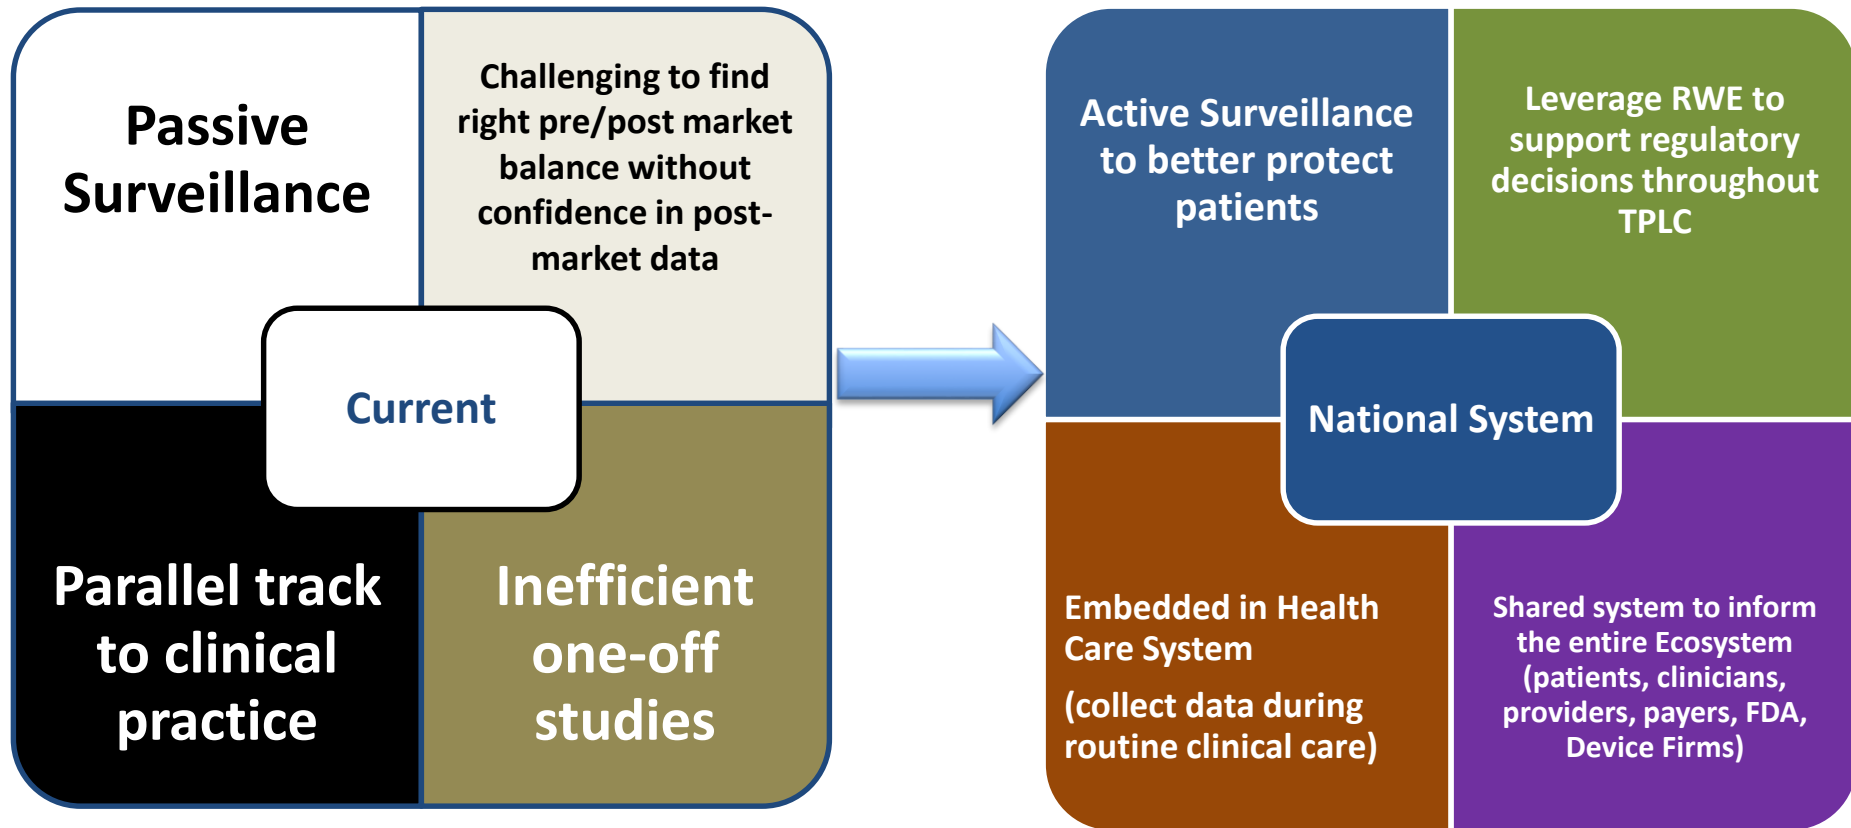 Passive
Surveillance
Challenging to find
right pre/post market
balance without
confidence in post-
market data
Current
Parallel track
to clinical
practice
Inefficient
one-off
studies
Active Surveillance
to better protect
patients
Leverage RWE to
support regulatory
decisions throughout
TPLC
National System
Embedded in Health
Care System
(collect data during
routine clinical care)
Shared system to inform
the entire Ecosystem
(patients, clinicians,
providers, payers, FDA,
Device Firms)